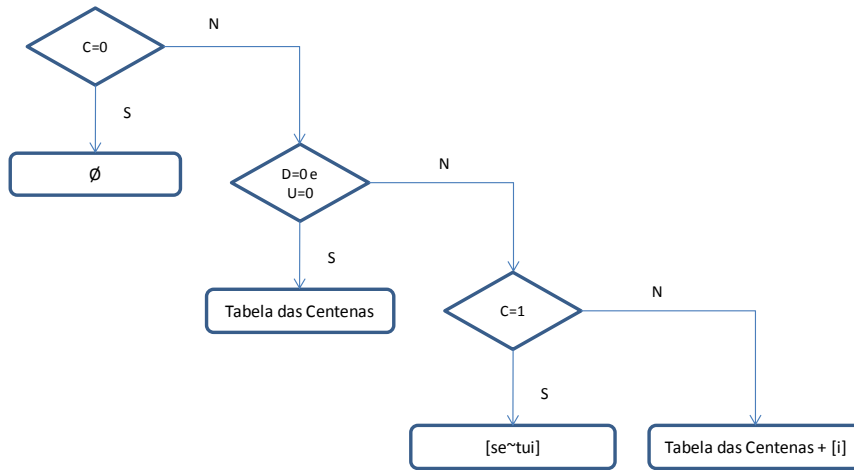 C=0
N
S
Ø
D=0 e
U=0
N
S
Tabela das Centenas
C=1
N
S
[se~tui]
Tabela das Centenas + [i]